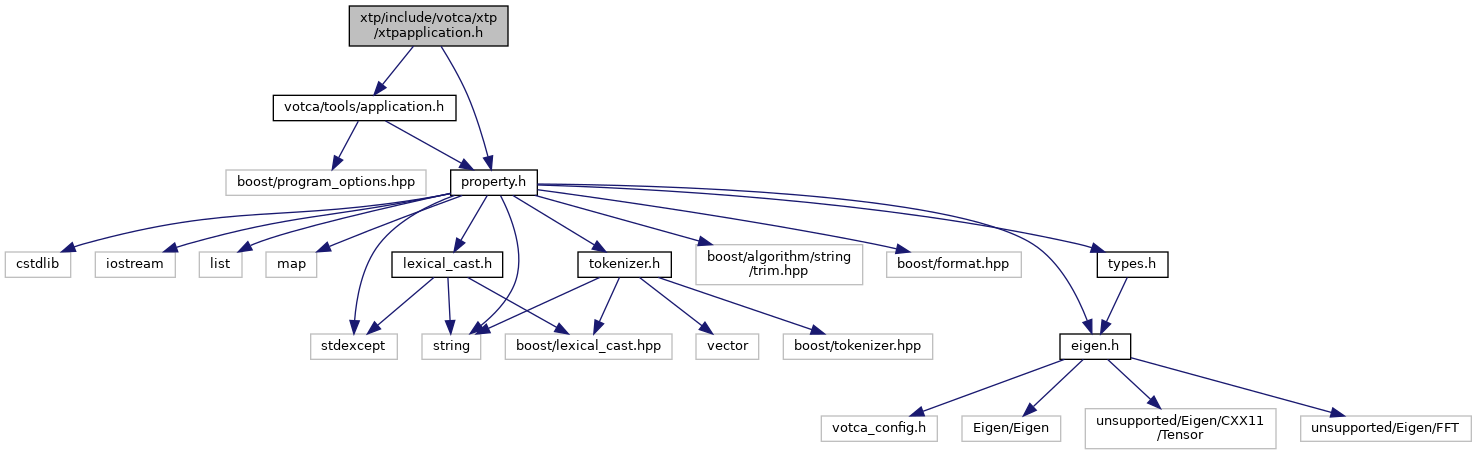 xtp/include/votca/xtp
/xtpapplication.h
votca/tools/application.h
boost/program_options.hpp
property.h
cstdlib
iostream
list
map
lexical_cast.h
tokenizer.h
boost/algorithm/string
/trim.hpp
boost/format.hpp
types.h
stdexcept
string
boost/lexical_cast.hpp
vector
boost/tokenizer.hpp
eigen.h
votca_config.h
Eigen/Eigen
unsupported/Eigen/CXX11
/Tensor
unsupported/Eigen/FFT